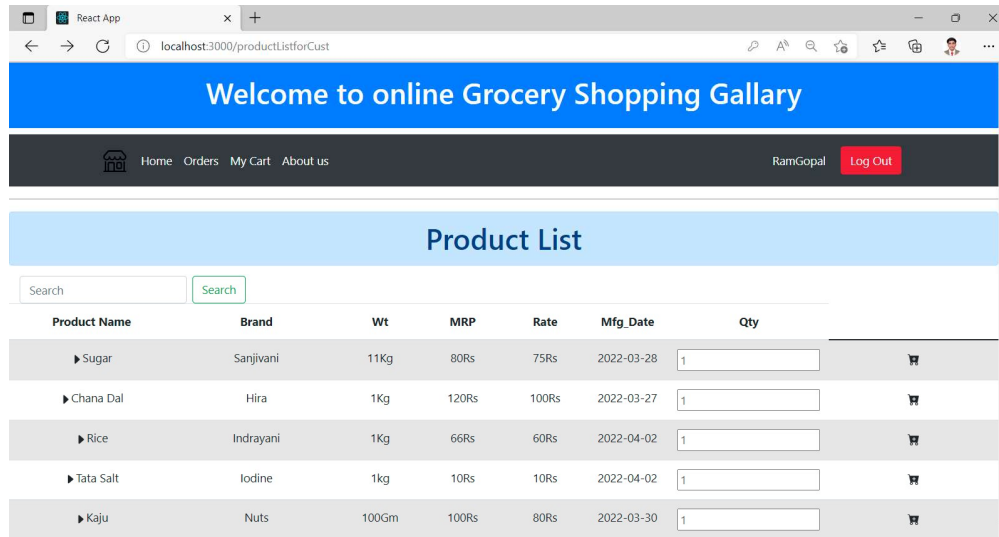 React App
localhost:3000/productListforCust
Welcome to online Grocery Shopping Gallary
Home Orders My Cart About us RamGopal Log Out
Product List
Search Search
Product Name Brand Wt MRP Rate Mfg_Date Qty
Sugar Sanjivani 11Kg 80Rs 75Rs 2022-03-28 1
Chana Dal Hira 1Kg 120Rs 100Rs 2022-03-27 1
Rice Indrayani 1Kg 66Rs 60Rs 2022-04-02 1
Tata Salt Iodine 1kg 10Rs 10Rs 2022-04-02 1
Kaju Nuts 100Gm 100Rs 80Rs 2022-03-30 1